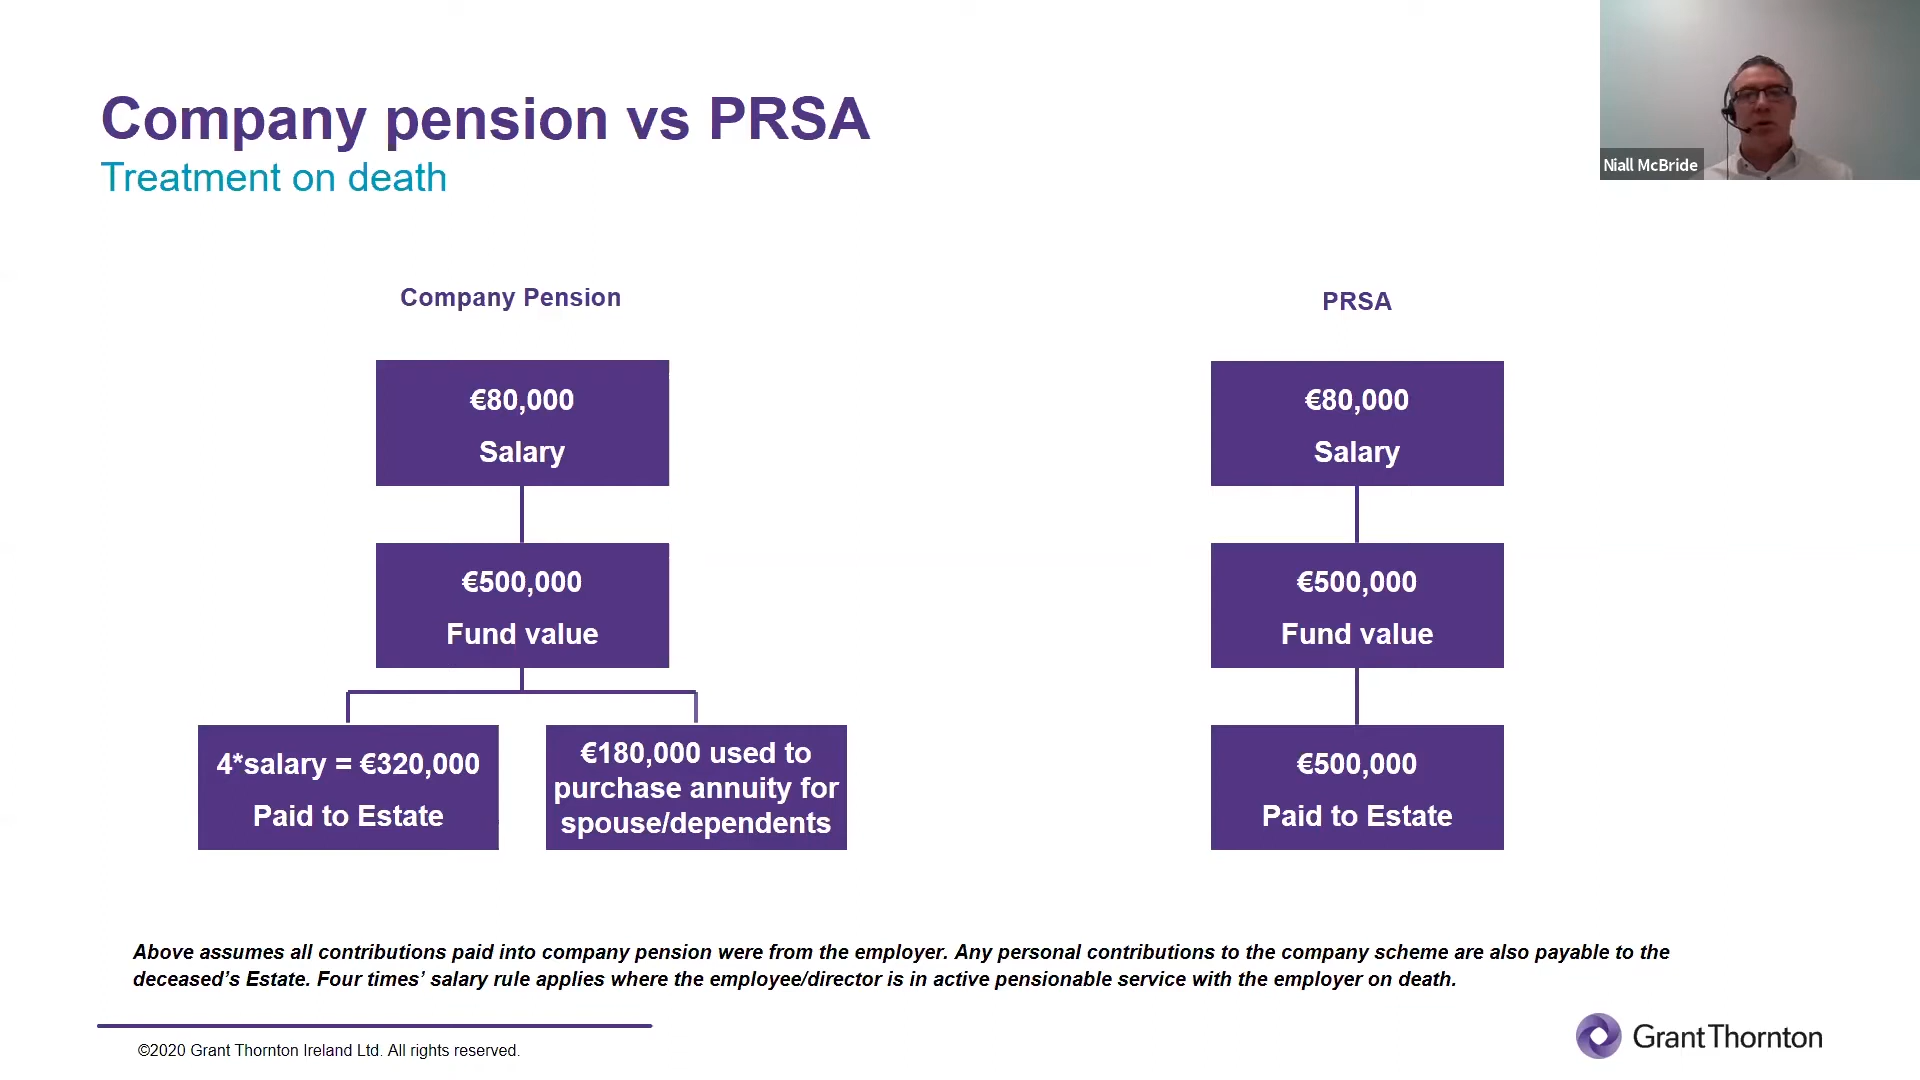 Company pension vs PRSA
Treatment on death
Niall McBride
Company Pension
€80,000
Salary
€500,000
Fund value
4*salary = €320,000
Paid to Estate
€180,000 used to
purchase annuity for
spouse/dependents
PRSA
€80,000
Salary
€500,000
Fund value
€500,000
Paid to Estate
Above assumes all contributions paid into company pension were from the employer. Any personal contributions to the company scheme are also payable to the
deceased’s Estate. Four times’ salary rule applies where the employee/director is in active pensionable service with the employer on death.
©2020 Grant Thornton Ireland Ltd. All rights reserved.
Grant Thornton